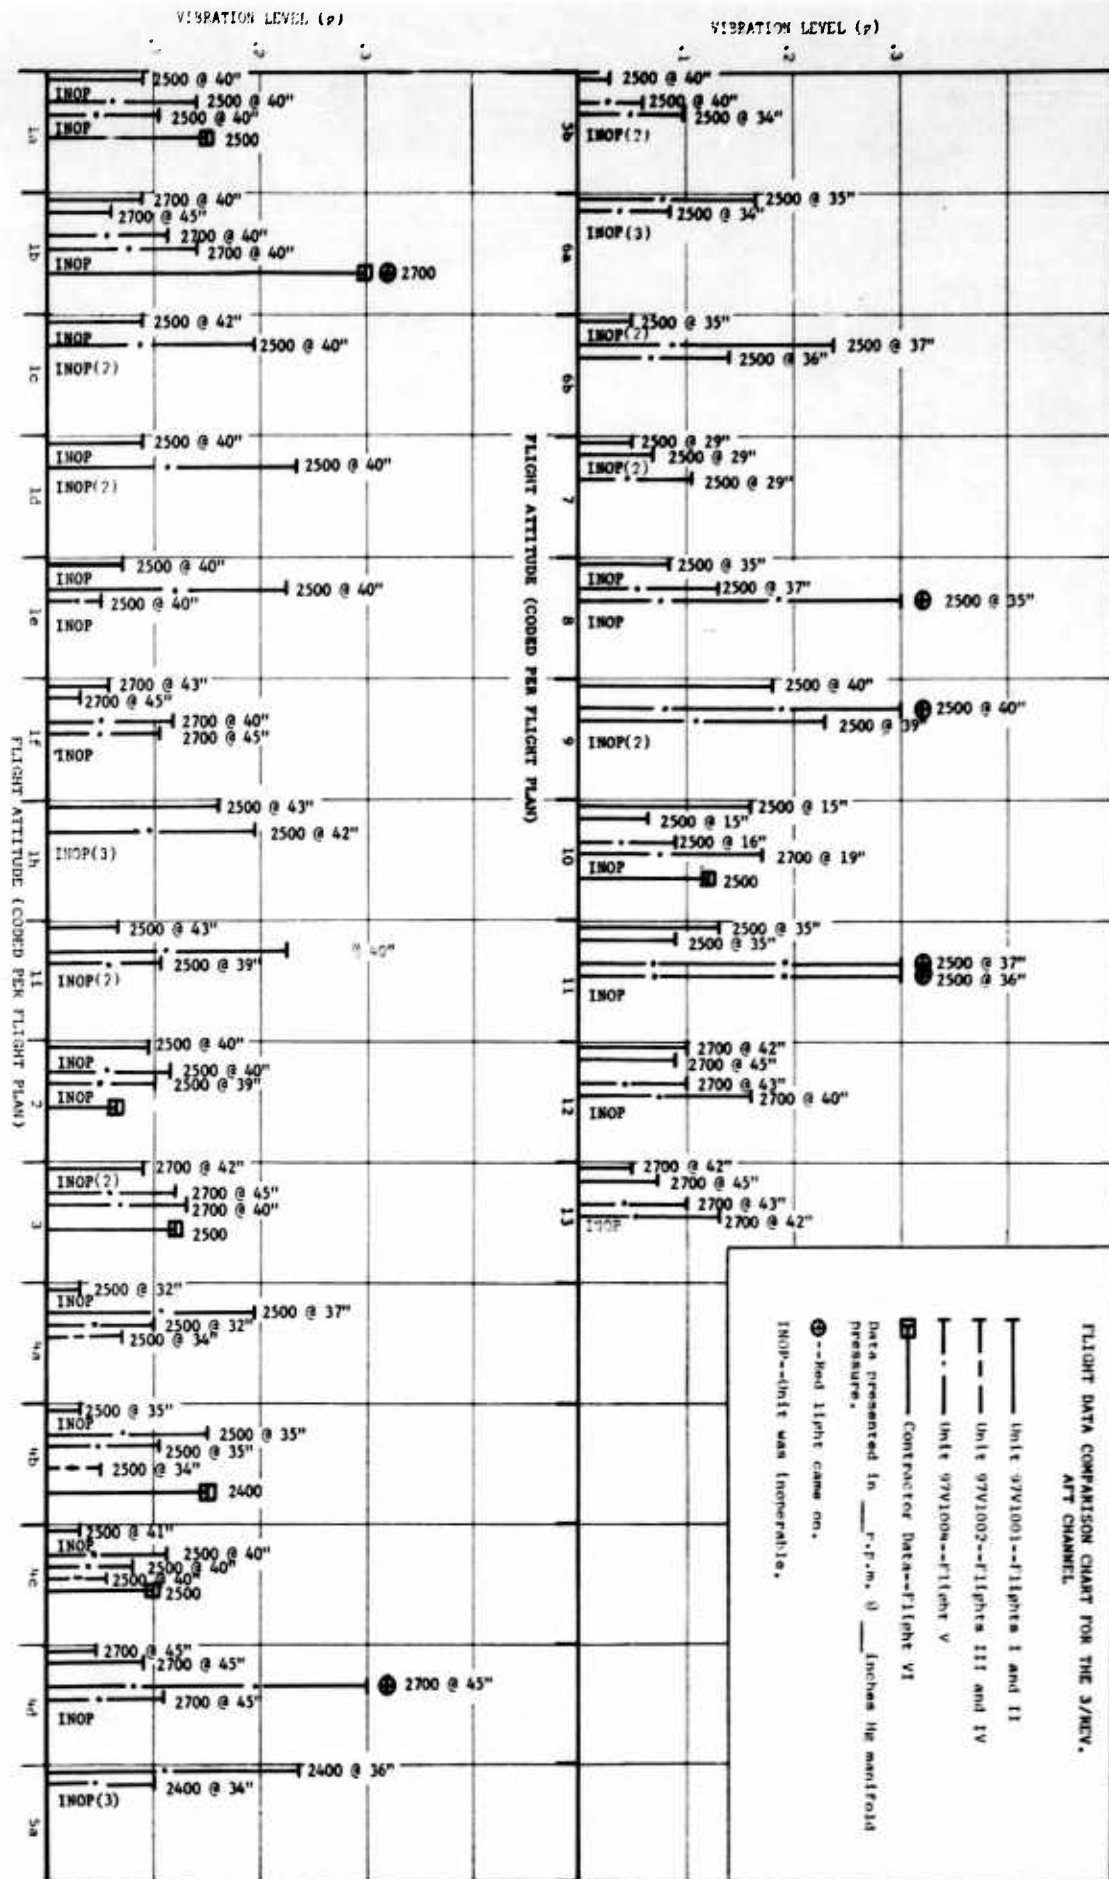 VIBRATION LEVEL (g)
.1
.2
.3
2500 @ 40"
INOP
2500 @ 40"
2500 @ 40"
INOP
2500
1a
2700 @ 40"
2700 @ 45"
2700 @ 40"
2700 @ 40"
INOP
2700
1b
2500 @ 42"
INOP
2500 @ 40"
INOP(2)
1c
2500 @ 40"
INOP
2500 @ 40"
INOP(2)
1d
2500 @ 40"
INOP
2500 @ 40"
2500 @ 40"
INOP
1e
2700 @ 43"
2700 @ 45"
2700 @ 40"
2700 @ 45"
INOP
1f
2500 @ 43"
2500 @ 42"
INOP(3)
1h
2500 @ 43"
@ 40"
2500 @ 39"
INOP(2)
1i
2500 @ 40"
INOP
2500 @ 40"
2500 @ 39"
INOP
2
2700 @ 42"
INOP(2)
2700 @ 45"
2700 @ 40"
2500
3
2500 @ 32"
INOP
2500 @ 37"
2500 @ 32"
2500 @ 34"
4a
2500 @ 35"
INOP
2500 @ 35"
2500 @ 35"
2500 @ 34"
2400
4b
2500 @ 41"
INOP
2500 @ 40"
2500 @ 40"
2500 @ 40"
2500
4c
2700 @ 45"
2700 @ 45"
2700 @ 45"
2700 @ 45"
INOP
4d
2400 @ 36"
2400 @ 34"
INOP(3)
5a
FLIGHT ATTITUDE (CODED PER FLIGHT PLAN)
VIBRATION LEVEL (g)
.1
.2
.3
2500 @ 40"
2500 @ 40"
2500 @ 34"
INOP(2)
5b
2500 @ 35"
2500 @ 34"
INOP(3)
6a
2500 @ 35"
INOP(2)
2500 @ 37"
2500 @ 36"
6b
2500 @ 29"
2500 @ 29"
INOP(2)
2500 @ 29"
7
2500 @ 35"
INOP
2500 @ 37"
2500 @ 35"
INOP
8
2500 @ 40"
2500 @ 40"
2500 @ 39"
INOP(2)
9
2500 @ 15"
2500 @ 15"
2500 @ 16"
2700 @ 19"
INOP
2500
10
2500 @ 35"
2500 @ 35"
2500 @ 37"
2500 @ 36"
INOP
11
2700 @ 42"
2700 @ 45"
2700 @ 43"
2700 @ 40"
INOP
12
2700 @ 42"
2700 @ 45"
2700 @ 43"
2700 @ 42"
INOP
13
FLIGHT ATTITUDE (CODED PER FLIGHT PLAN)
FLIGHT DATA COMPARISON CHART FOR THE 3/REV.
AFT CHANNEL
Unit 97V1001--Flights I and II
Unit 97V1002--Flights III and IV
Unit 97V1004--Flight V
Contractor Data--Flight VI
Data presented in ___ r.p.m. @ ___ inches Hg manifold
pressure.
--Red light came on.
INOP--Unit was inoperable.